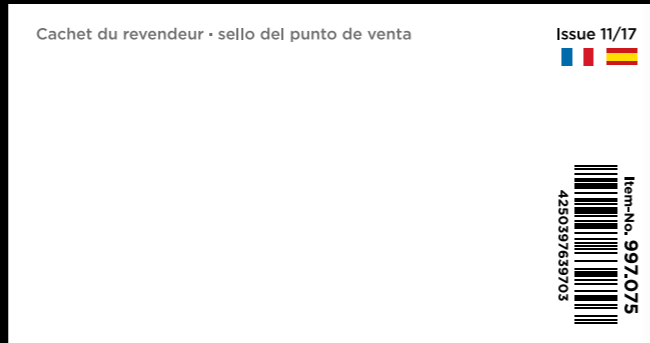 Cachet du revendeur · sello del punto de venta
Issue 11/17
Item-No. 997.075
4250397639703